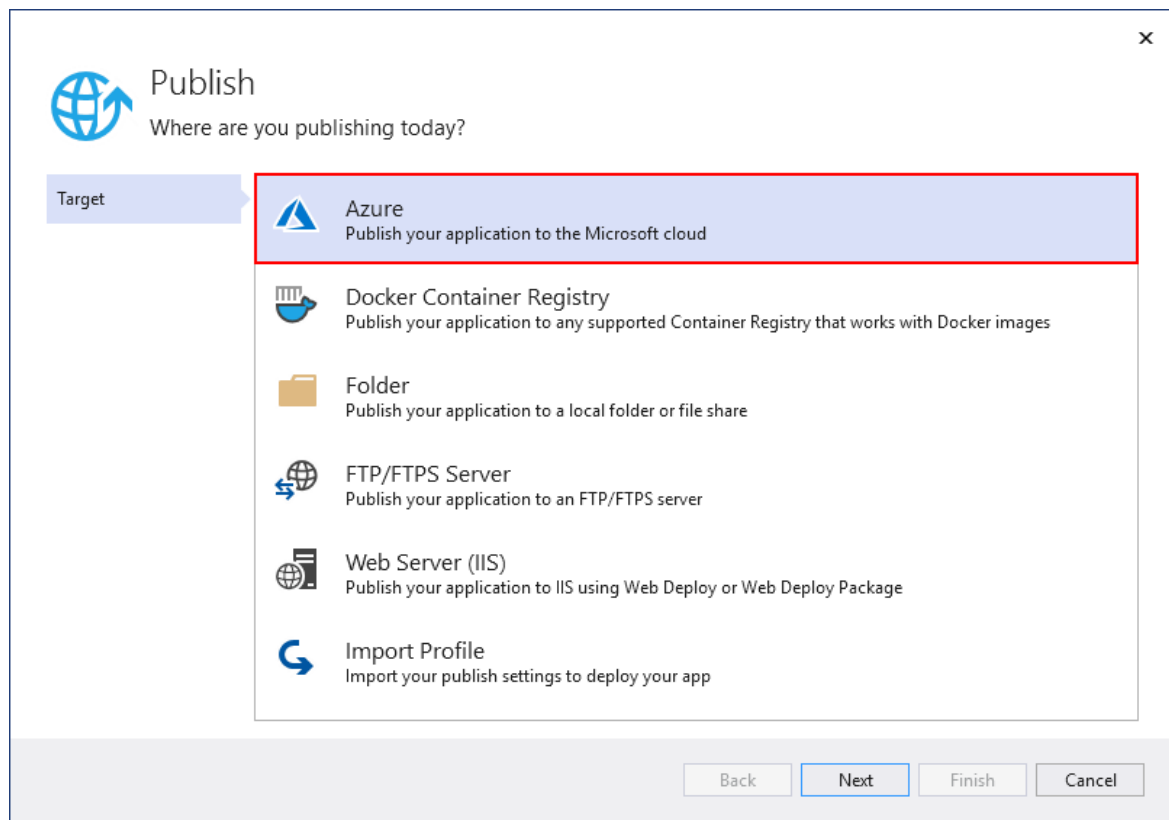 Publish
Where are you publishing today?
Target
Azure
Publish your application to the Microsoft cloud
Docker Container Registry
Publish your application to any supported Container Registry that works with Docker images
Folder
Publish your application to a local folder or file share
FTP/FTPS Server
Publish your application to an FTP/FTPS server
Web Server (IIS)
Publish your application to IIS using Web Deploy or Web Deploy Package
Import Profile
Import your publish settings to deploy your app
Back
Next
Finish
Cancel